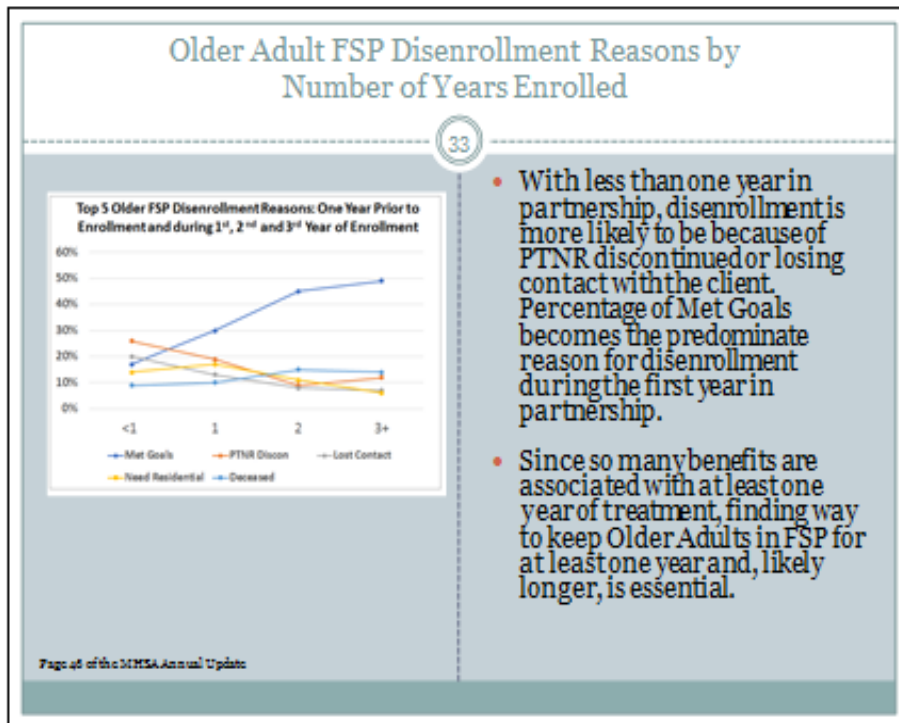 Older Adult FSP Disenrollment Reasons by
Number of Years Enrolled
33
Top 5 Older FSP Disenrollment Reasons: One Year Prior to
Enrollment and during 1st, 2nd and 3rd Year of Enrollment
60%
50%
40%
30%
20%
10%
0%
<1 1 2 3+
Met Goals PTNR Discon Lost Contact
Need Residential Deceased
• With less than one year in
partnership, disenrollment is
more likely to be because of
PTNR discontinued or losing
contact with the client.
Percentage of Met Goals
becomes the predominate
reason for disenrollment
during the first year in
partnership.
• Since so many benefits are
associated with at least one
year of treatment, finding way
to keep Older Adults in FSP for
at least one year and, likely
longer, is essential.
Page 46 of the MHSA Annual Update